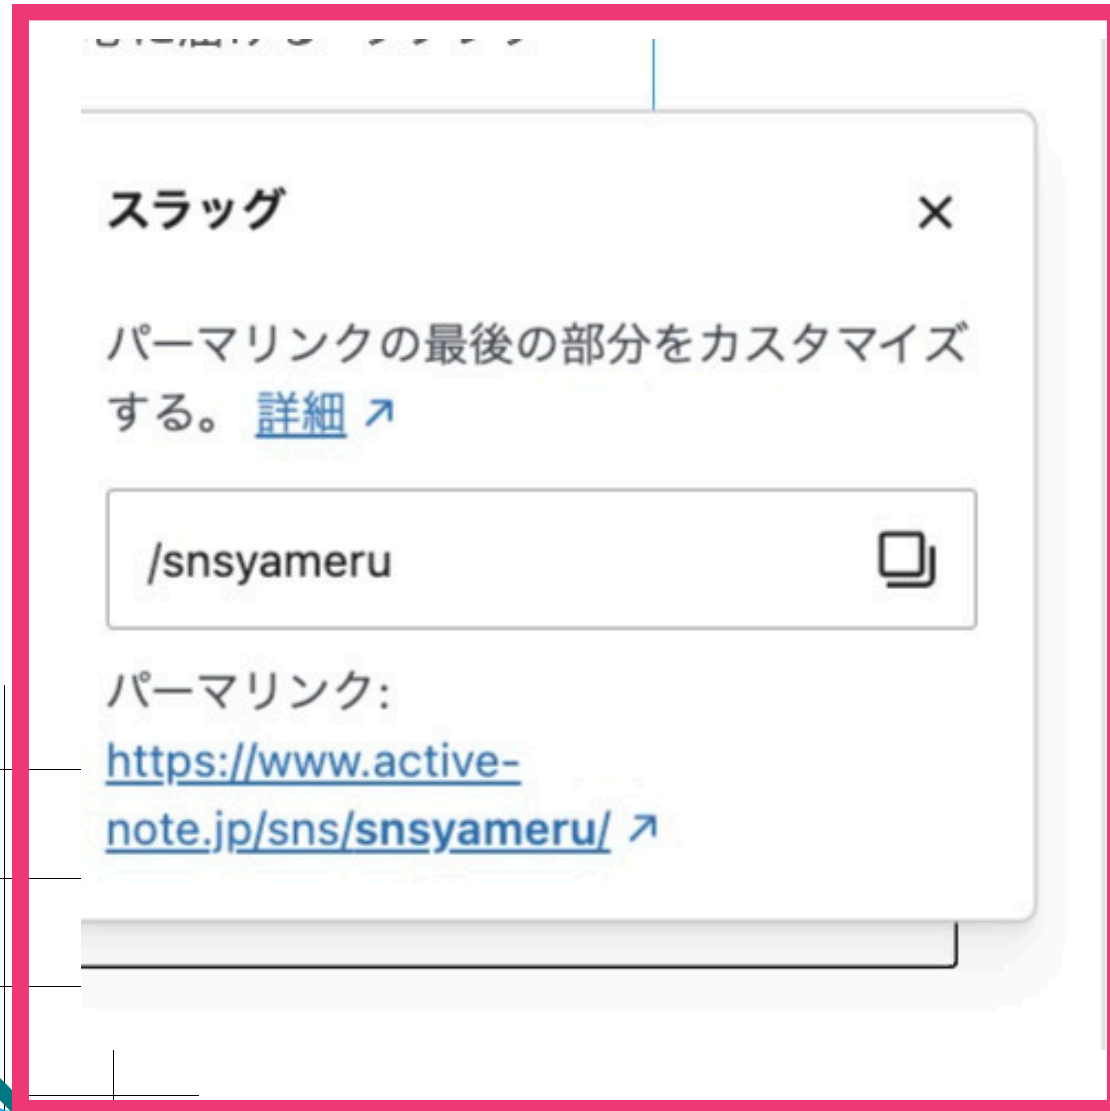 スラッグ
パーマリンクの最後の部分をカスタマイズ
する。 詳細 ↗
/snsyameru
パーマリンク:
https://www.active-
note.jp/sns/snsyameru/ ↗